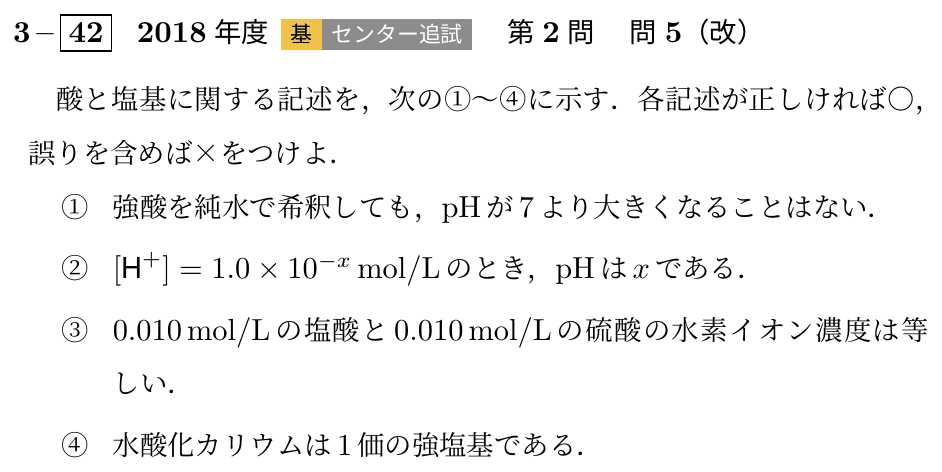 3－42 2018 年度 基 センター追試 第 2 問 問 5（改）
酸と塩基に関する記述を，次の①～④に示す．各記述が正しければ○，
誤りを含めば×をつけよ．
① 強酸を純水で希釈しても，pH が 7 より大きくなることはない．
② [H⁺] = 1.0 × 10⁻ˣ mol/L のとき，pH は x である．
③ 0.010 mol/L の塩酸と 0.010 mol/L の硫酸の水素イオン濃度は等
しい．
④ 水酸化カリウムは 1 価の強塩基である．